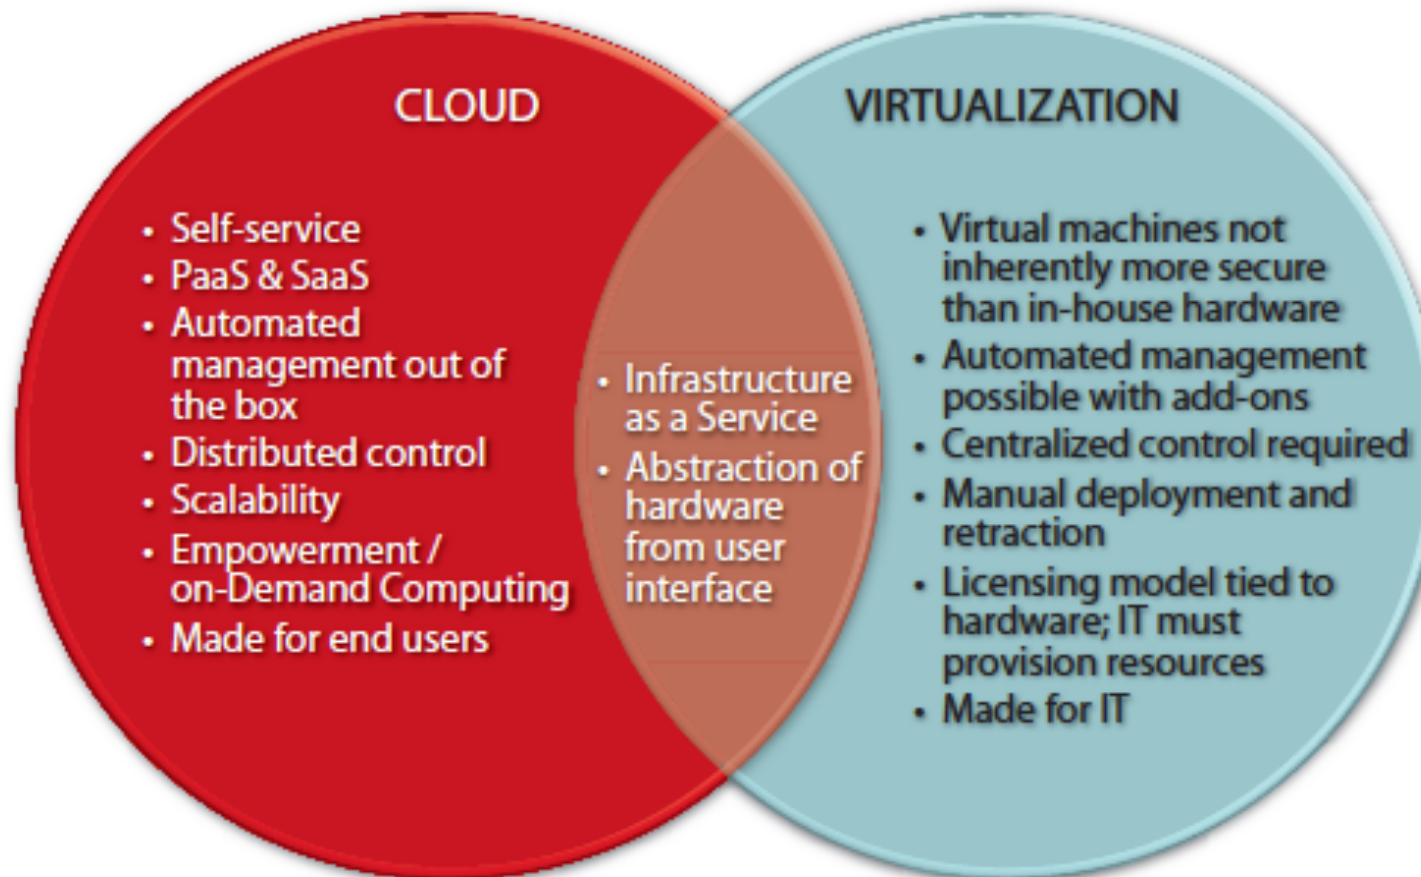 CLOUD
• Self-service
• PaaS & SaaS
• Automated
management out of
the box
• Distributed control
• Scalability
• Empowerment /
on-Demand Computing
• Made for end users
• Infrastructure
as a Service
• Abstraction of
hardware
from user
interface
VIRTUALIZATION
• Virtual machines not
inherently more secure
than in-house hardware
• Automated management
possible with add-ons
• Centralized control required
• Manual deployment and
retraction
• Licensing model tied to
hardware; IT must
provision resources
• Made for IT